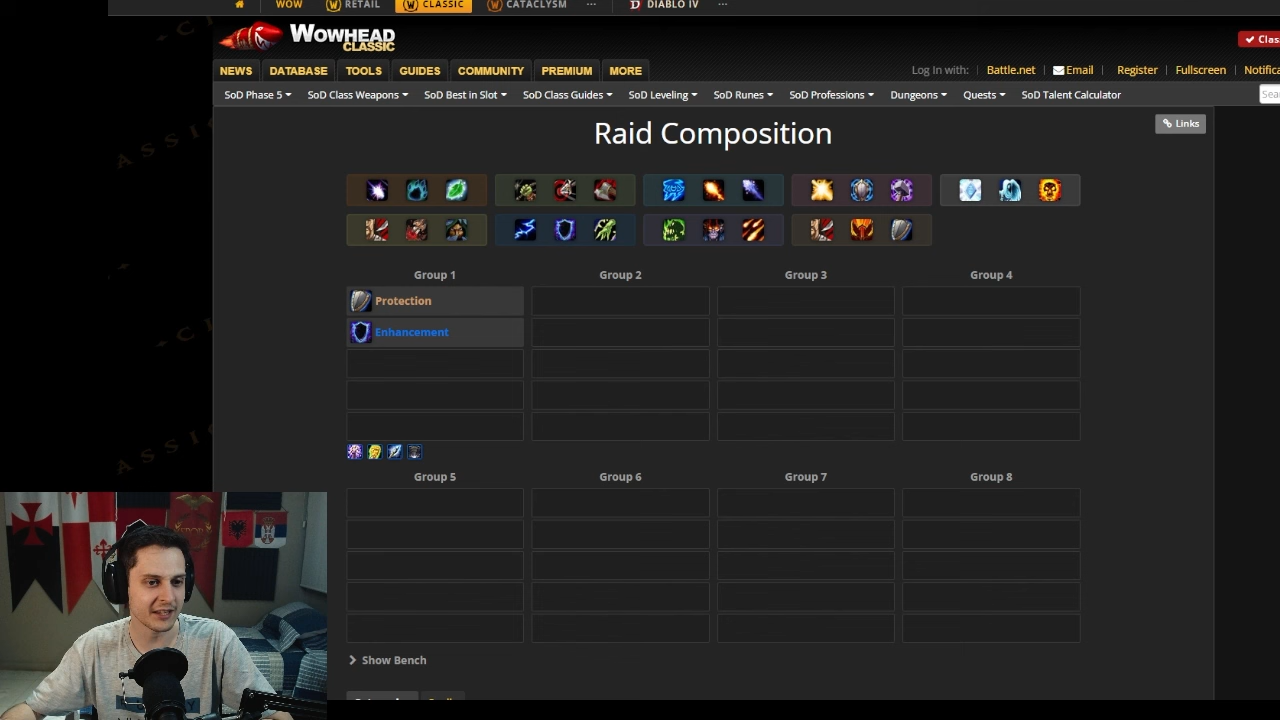 WOW RETAIL CLASSIC CATACLYSM ··· DIABLO IV ···
WOWHEAD
CLASSIC
NEWS DATABASE TOOLS GUIDES COMMUNITY PREMIUM MORE
Log In with: Battle.net Email Register Fullscreen
SoD Phase 5 SoD Class Weapons SoD Best in Slot SoD Class Guides SoD Leveling SoD Runes SoD Professions Dungeons Quests SoD Talent Calculator
Raid Composition
Links
Group 1 Group 2 Group 3 Group 4
Protection
Enhancement
Group 5 Group 6 Group 7 Group 8
Show Bench